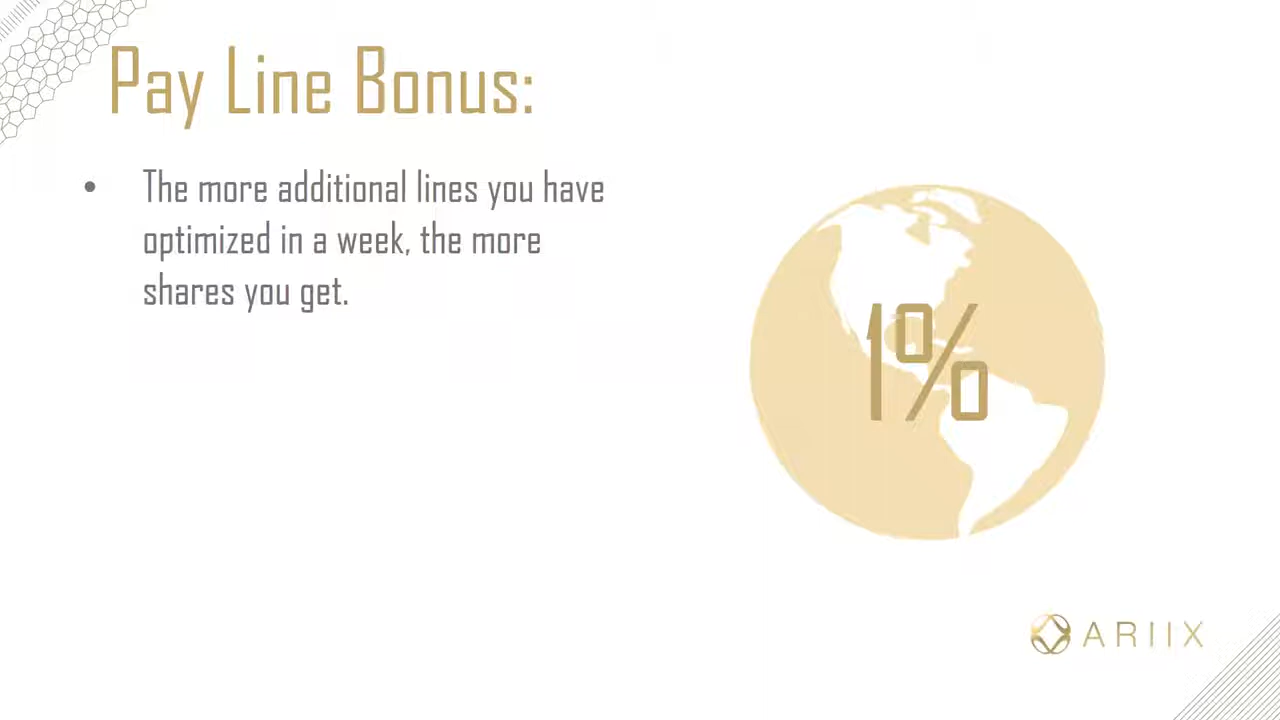 Pay Line Bonus:
• The more additional lines you have
optimized in a week, the more
shares you get.
1%
ARIIX